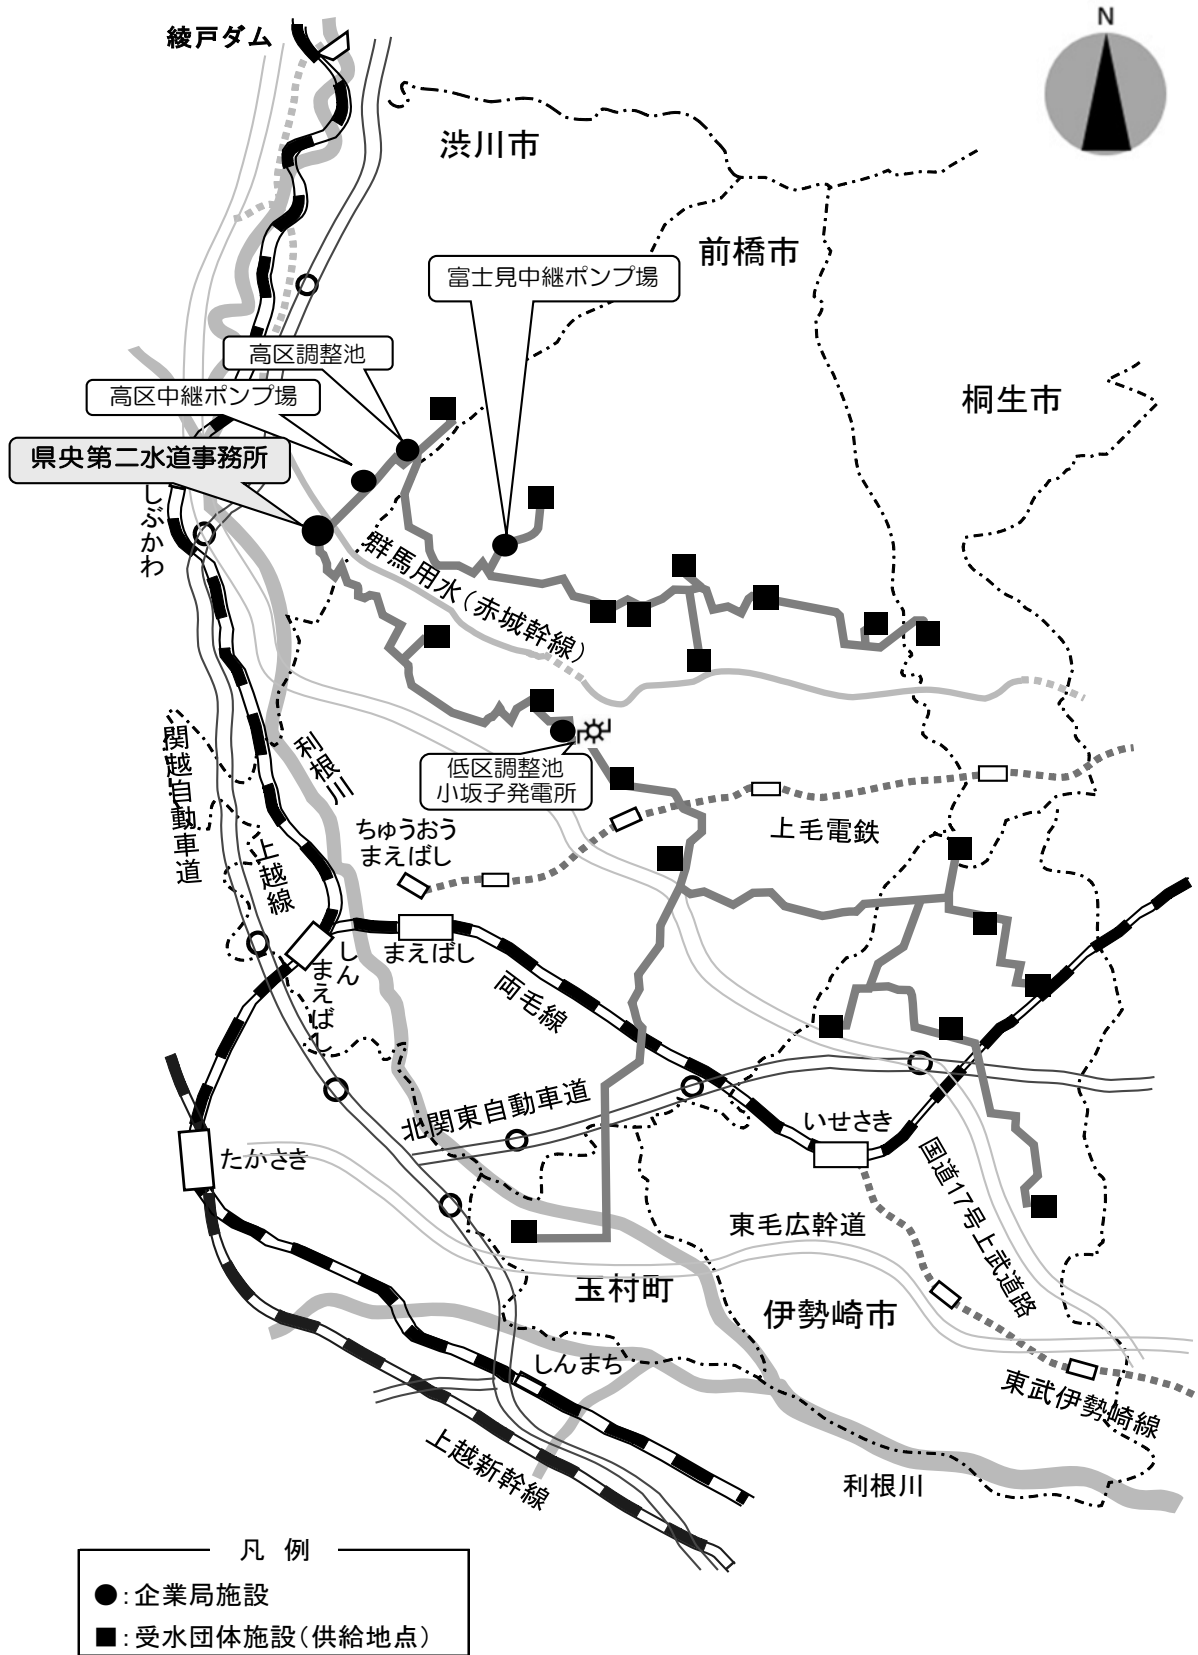 N
綾戸ダム
渋川市
前橋市
富士見中継ポンプ場
高区調整池
高区中継ポンプ場
桐生市
県央第二水道事務所
しぶかわ
群馬用水(赤城幹線)
関越自動車道
利根川
低区調整池
小坂子発電所
上毛電鉄
ちゅうおう
まえばし
上越線
まえばし
しん
まえばし
両毛線
北関東自動車道
いせさき
たかさき
国道17号上武道路
東毛広幹道
玉村町
伊勢崎市
しんまち
東武伊勢崎線
上越新幹線
利根川
凡 例
●:企業局施設
■:受水団体施設(供給地点)